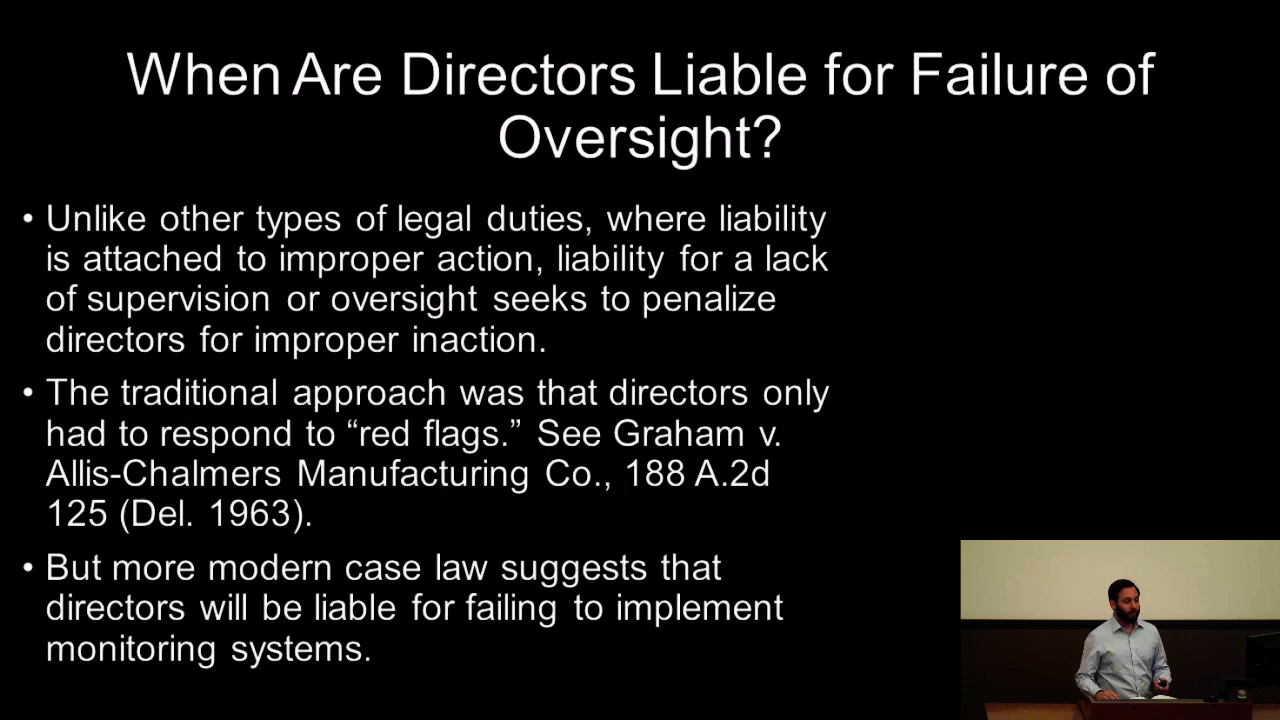 When Are Directors Liable for Failure of
Oversight?
• Unlike other types of legal duties, where liability
is attached to improper action, liability for a lack
of supervision or oversight seeks to penalize
directors for improper inaction.
• The traditional approach was that directors only
had to respond to “red flags.” See Graham v.
Allis-Chalmers Manufacturing Co., 188 A.2d
125 (Del. 1963).
• But more modern case law suggests that
directors will be liable for failing to implement
monitoring systems.